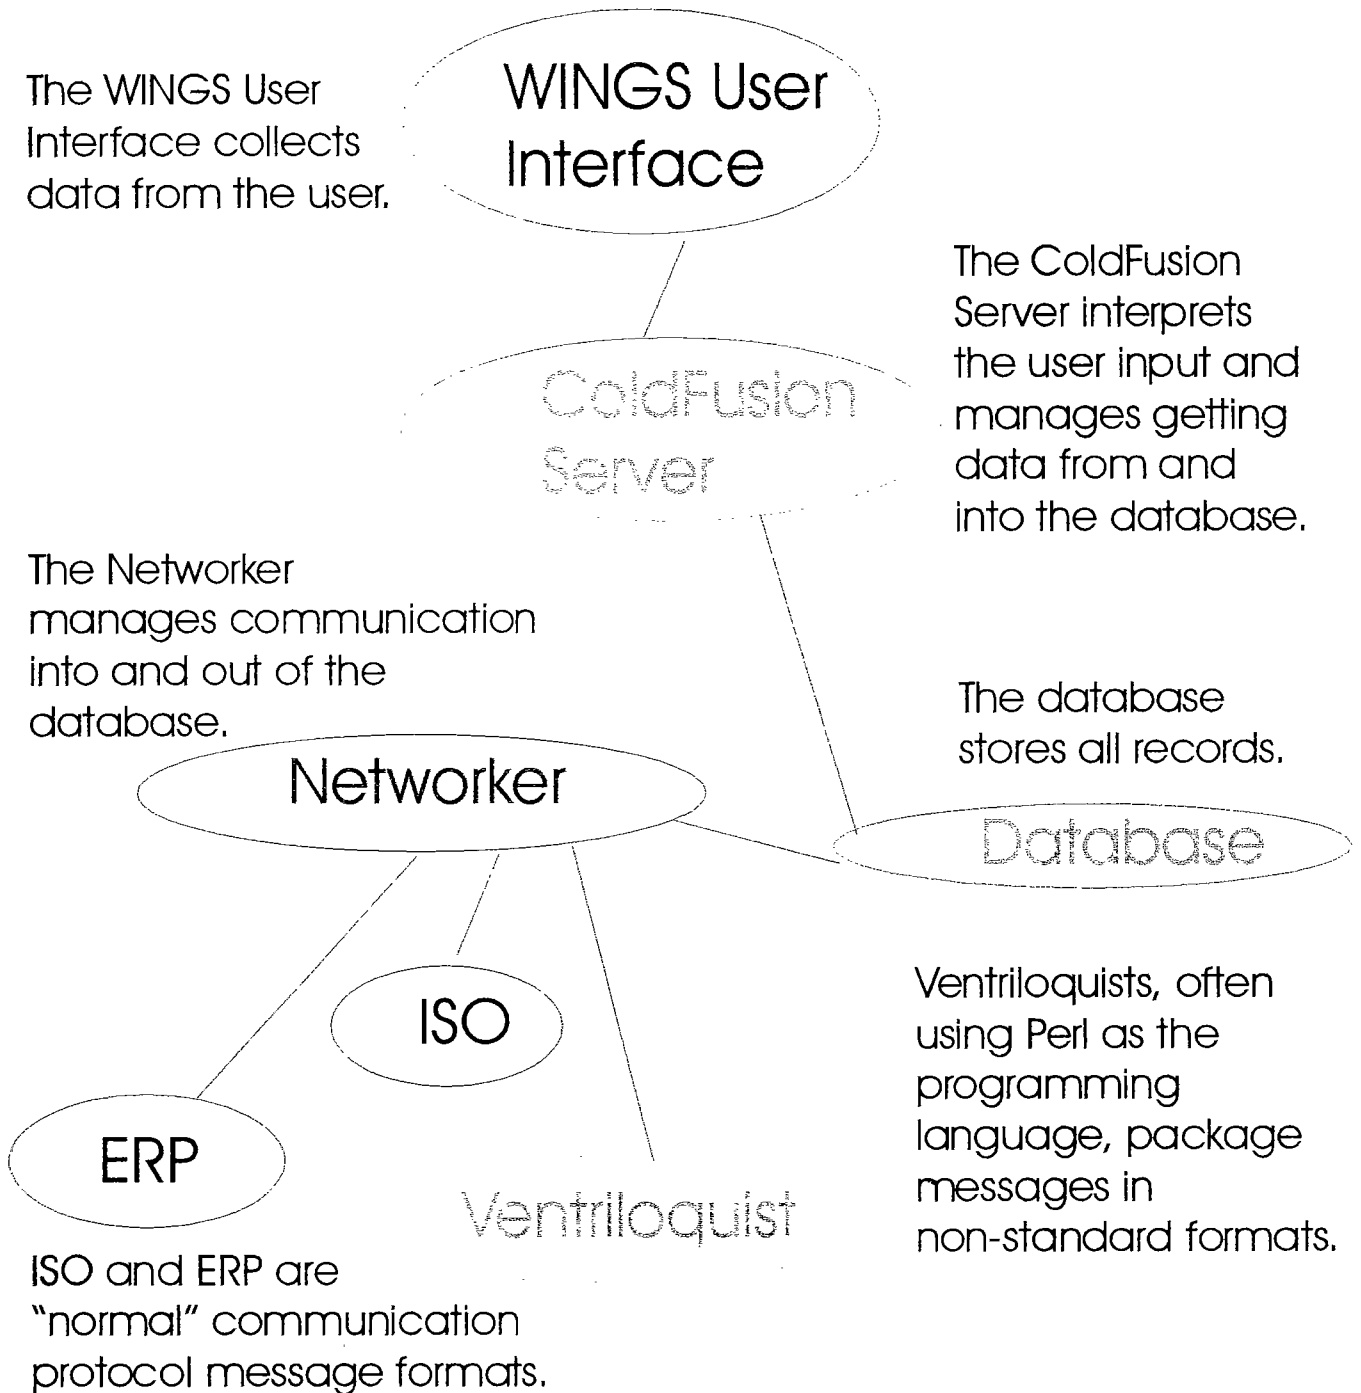 The WINGS User
Interface collects
data from the user.
WINGS User
Interface
The ColdFusion
Server interprets
the user input and
manages getting
data from and
into the database.
ColdFusion
Server
The Networker
manages communication
into and out of the
database.
The database
stores all records.
Networker
Database
ISO
Ventriloquists, often
using Perl as the
programming
language, package
messages in
non-standard formats.
ERP
Ventriloquist
ISO and ERP are
"normal" communication
protocol message formats.